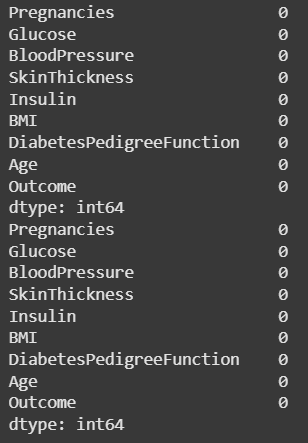 Pregnancies 0
Glucose 0
BloodPressure 0
SkinThickness 0
Insulin 0
BMI 0
DiabetesPedigreeFunction 0
Age 0
Outcome 0
dtype: int64
Pregnancies 0
Glucose 0
BloodPressure 0
SkinThickness 0
Insulin 0
BMI 0
DiabetesPedigreeFunction 0
Age 0
Outcome 0
dtype: int64